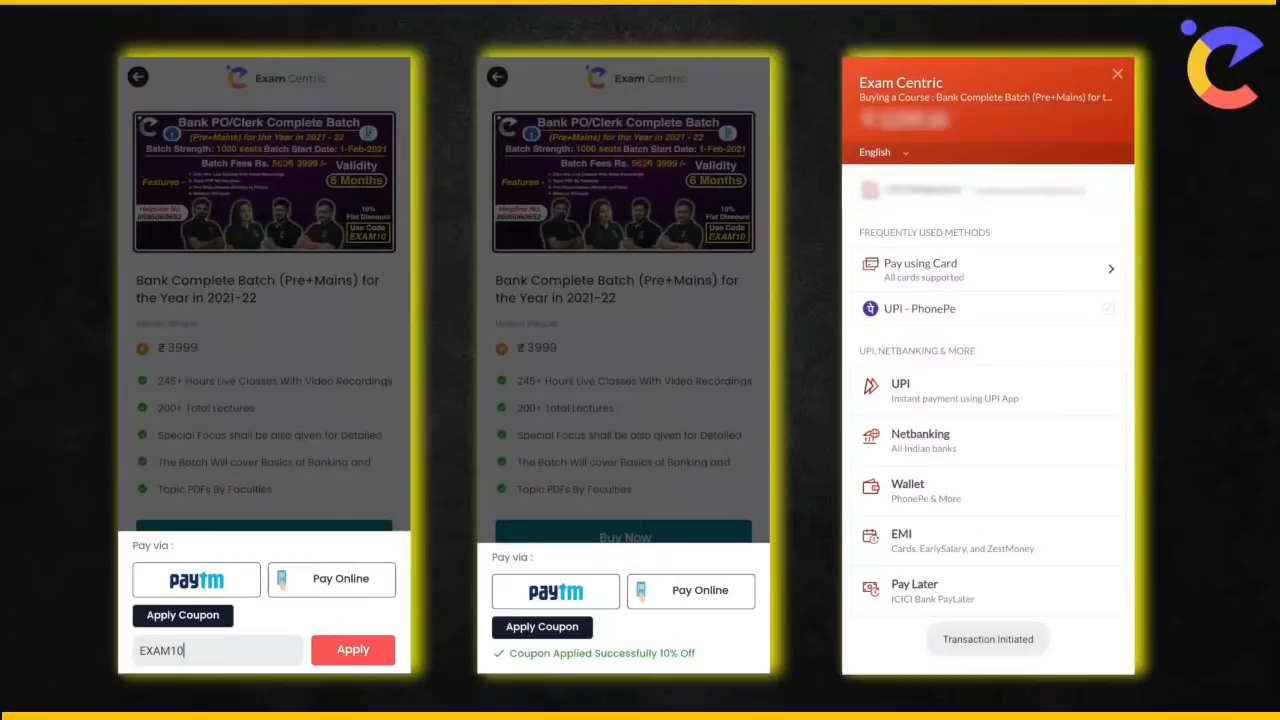 Exam Centric
Bank PO/Clerk Complete Batch
(Pre+Mains) for the Year in 2021 - 22
Batch Strength: 1000 seats Batch Start Date: 1-Feb-2021
Batch Fees Rs. 3999 /-
Validity
6 Months
Features -
Helpline No.
10%
Flat Discount
Use Code
EXAM10
Bank Complete Batch (Pre+Mains) for
the Year in 2021-22
₹ 3999
245+ Hours Live Classes With Video Recordings
200+ Total Lectures
Special Focus shall be also given for Detailed
The Batch Will cover Basics of Banking and
Topic PDFs By Faculties
Pay via :
paytm
Pay Online
Apply Coupon
EXAM10
Apply
Exam Centric
Bank PO/Clerk Complete Batch
(Pre+Mains) for the Year in 2021 - 22
Batch Strength: 1000 seats Batch Start Date: 1-Feb-2021
Batch Fees Rs. 3999 /-
Validity
6 Months
Features -
Helpline No.
10%
Flat Discount
Use Code
EXAM10
Bank Complete Batch (Pre+Mains) for
the Year in 2021-22
₹ 3999
245+ Hours Live Classes With Video Recordings
200+ Total Lectures
Special Focus shall be also given for Detailed
The Batch Will cover Basics of Banking and
Topic PDFs By Faculties
Buy Now
Pay via :
paytm
Pay Online
Apply Coupon
Coupon Applied Successfully 10% Off
Exam Centric
Buying a Course : Bank Complete Batch (Pre+Mains) for t...
English
FREQUENTLY USED METHODS
Pay using Card
All cards supported
UPI - PhonePe
UPI, NETBANKING & MORE
UPI
Instant payment using UPI App
Netbanking
All Indian banks
Wallet
PhonePe & More
EMI
Cards, EarlySalary, and ZestMoney
Pay Later
ICICI Bank PayLater
Transaction Initiated